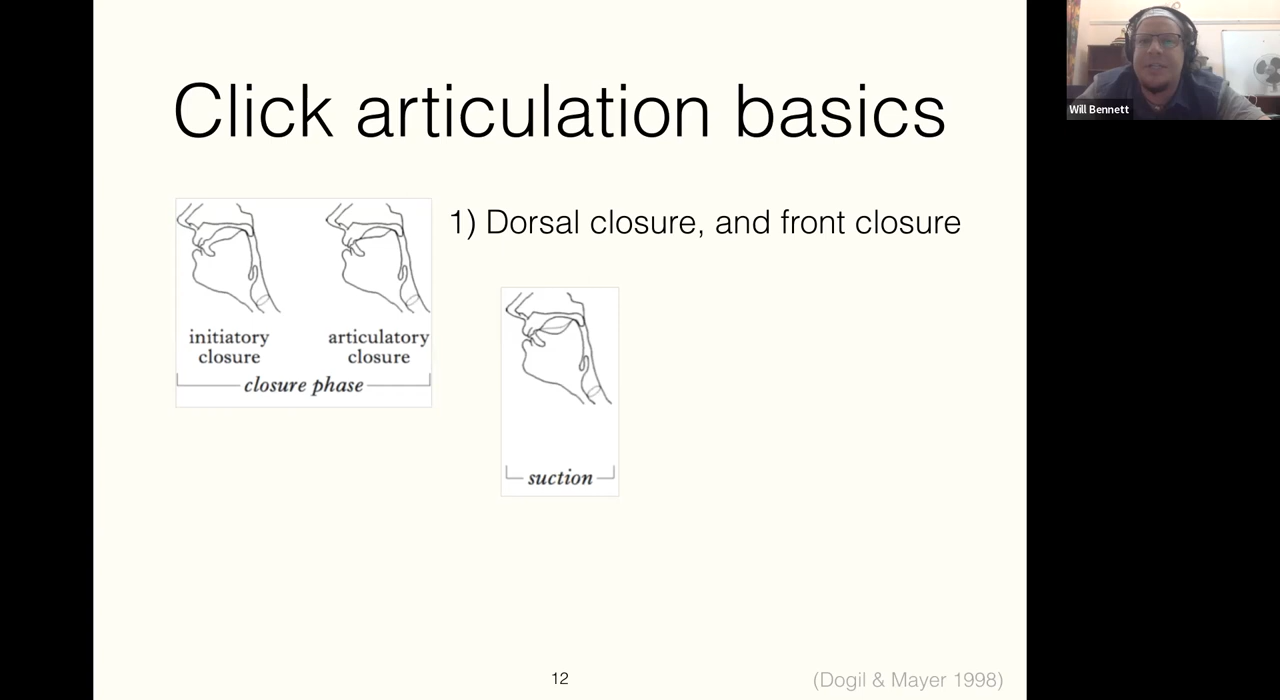 Click articulation basics
Will Bennett
1) Dorsal closure, and front closure
initiatory closure
articulatory closure
closure phase
suction
12
(Dogil & Mayer 1998)